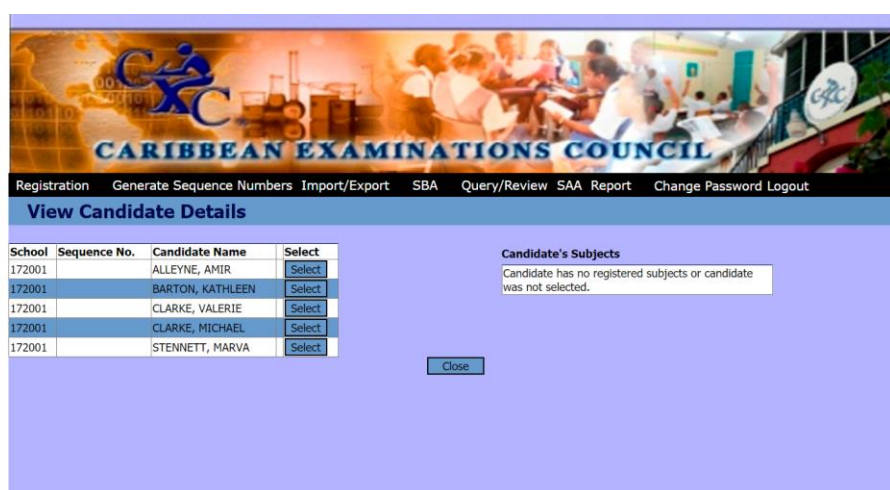 CXC
CXC
CARIBBEAN EXAMINATIONS COUNCIL
Registration Generate Sequence Numbers Import/Export SBA Query/Review SAA Report Change Password Logout
View Candidate Details
School Sequence No. Candidate Name Select
172001 ALLEYNE, AMIR Select
172001 BARTON, KATHLEEN Select
172001 CLARKE, VALERIE Select
172001 CLARKE, MICHAEL Select
172001 STENNETT, MARVA Select
Candidate's Subjects
Candidate has no registered subjects or candidate
was not selected.
Close